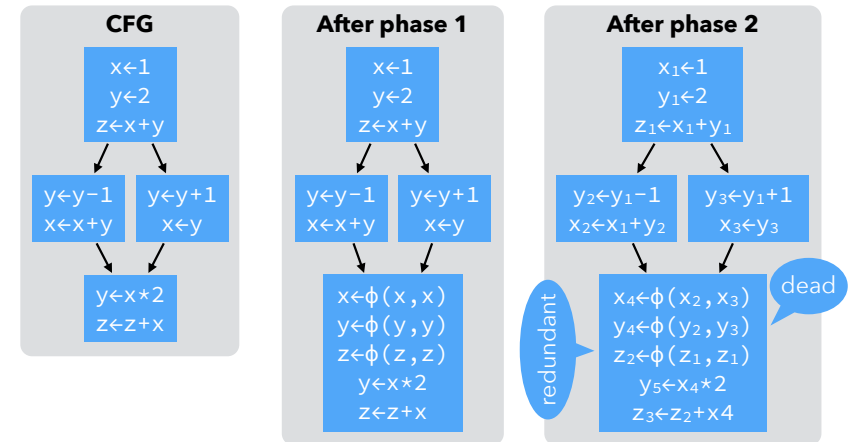 CFG
x←1
y←2
z←x+y
y←y-1
x←x+y
y←y+1
x←y
y←x*2
z←z+x
After phase 1
x←1
y←2
z←x+y
y←y-1
x←x+y
y←y+1
x←y
x←ϕ(x,x)
y←ϕ(y,y)
z←ϕ(z,z)
y←x*2
z←z+x
After phase 2
x₁←1
y₁←2
z₁←x₁+y₁
y₂←y₁-1
x₂←x₁+y₂
y₃←y₁+1
x₃←y₃
x₄←ϕ(x₂,x₃)
y₄←ϕ(y₂,y₃)
z₂←ϕ(z₁,z₁)
y₅←x₄*2
z₃←z₂+x4
redundant
dead